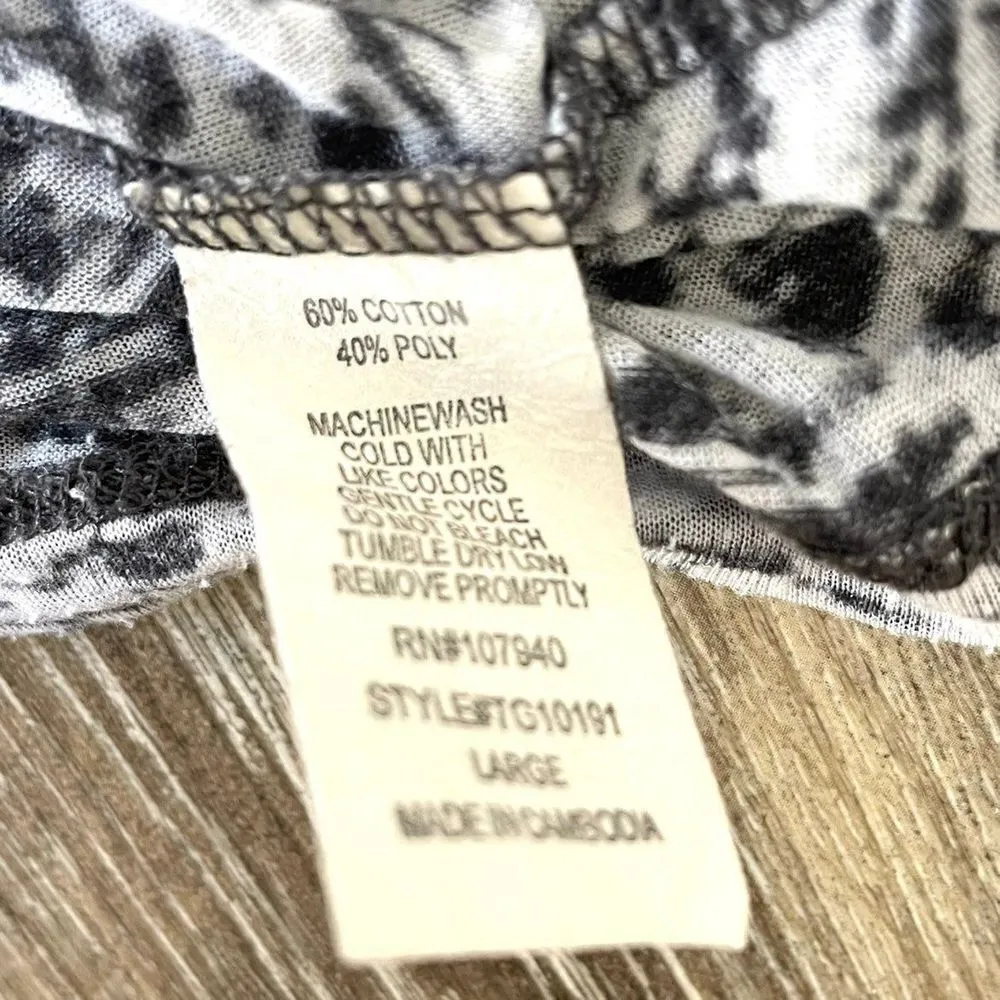 60% COTTON
40% POLY
MACHINEWASH
COLD WITH
LIKE COLORS
GENTLE CYCLE
DO NOT BLEACH
TUMBLE DRY LOW
REMOVE PROMPTLY
RN#107940
STYLE#TG10191
LARGE
MADE IN CAMBODIA